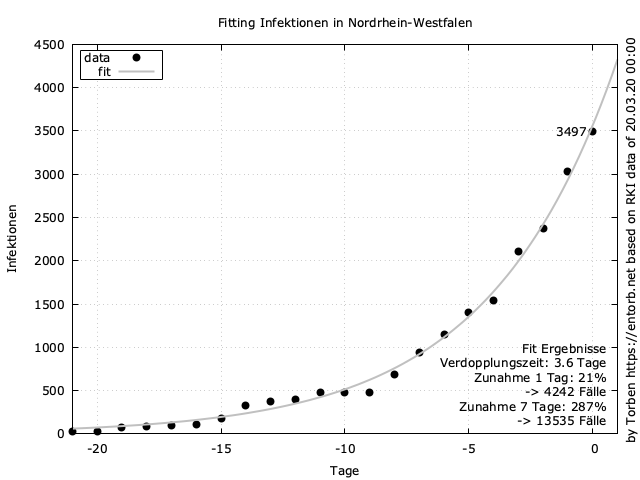 Fitting Infektionen in Nordrhein-Westfalen
4500
4000
3500
3000
2500
2000
1500
1000
500
0
Infektionen
data
fit
3497
Fit Ergebnisse
Verdopplungszeit: 3.6 Tage
Zunahme 1 Tag: 21%
-> 4242 Fälle
Zunahme 7 Tage: 287%
-> 13535 Fälle
-20 -15 -10 -5 0
Tage
by Torben https://entorb.net based on RKI data of 20.03.20 00:00